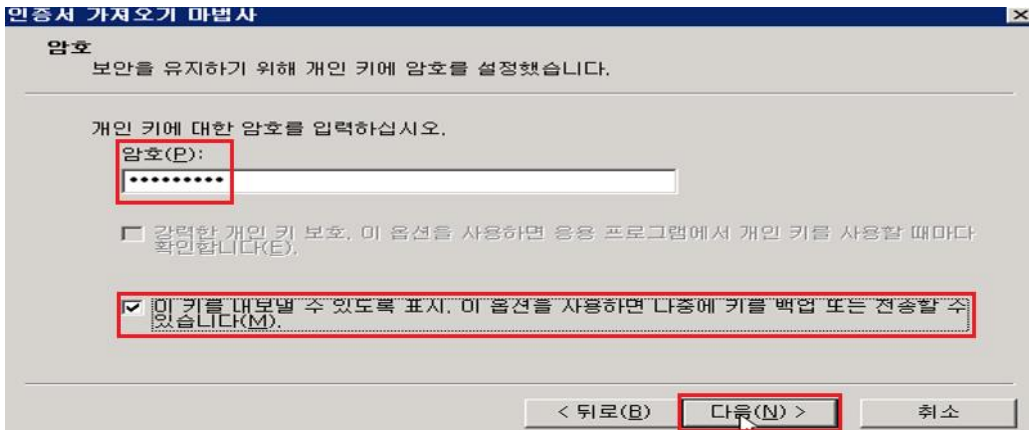 인증서 가져오기 마법사
암호
보안을 유지하기 위해 개인 키에 암호를 설정했습니다.
개인 키에 대한 암호를 입력하십시오.
암호(P):
•••••••••
강력한 개인 키 보호. 이 옵션을 사용하면 응용 프로그램에서 개인 키를 사용할 때마다
확인합니다(E).
이 키를 내보낼 수 있도록 표시. 이 옵션을 사용하면 나중에 키를 백업 또는 전송할 수
있습니다(M).
< 뒤로(B) 다음(N) > 취소